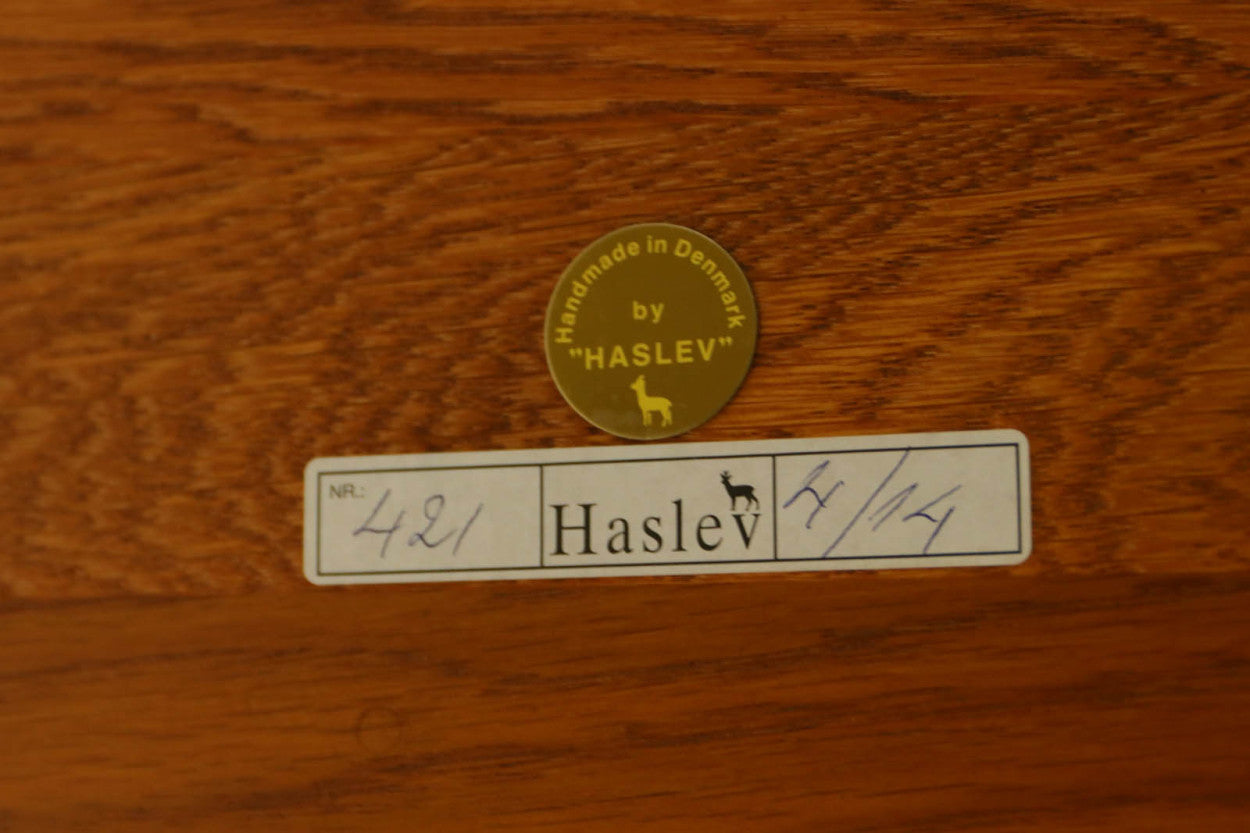 Handmade in Denmark
by
"HASLEV"
NR.: 421
Haslev
4/14